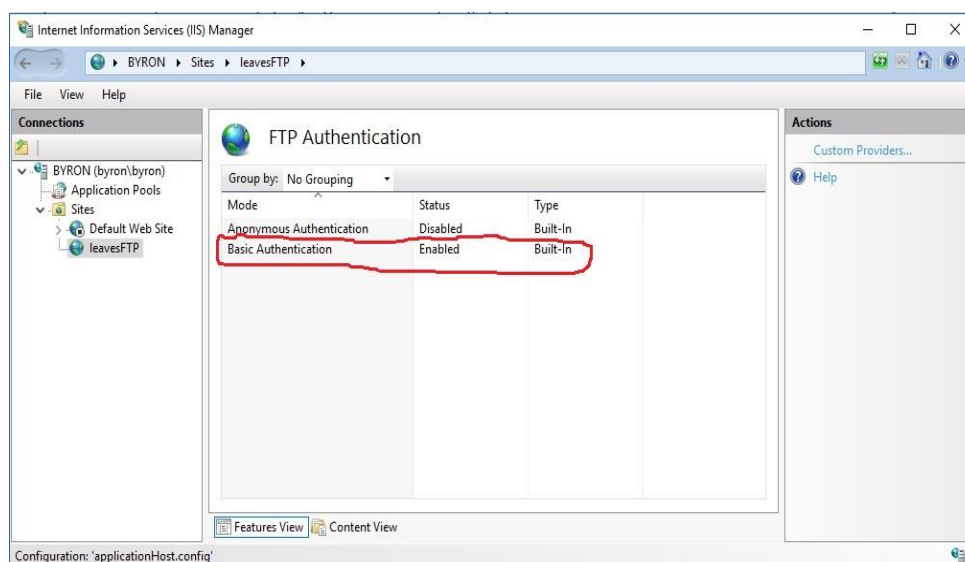 Internet Information Services (IIS) Manager
BYRON Sites leavesFTP
File View Help
Connections
BYRON (byron\byron)
Application Pools
Sites
Default Web Site
leavesFTP
FTP Authentication
Group by: No Grouping
Mode Status Type
Anonymous Authentication Disabled Built-In
Basic Authentication Enabled Built-In
Features View Content View
Actions
Custom Providers...
Help
Configuration: 'applicationHost.config'